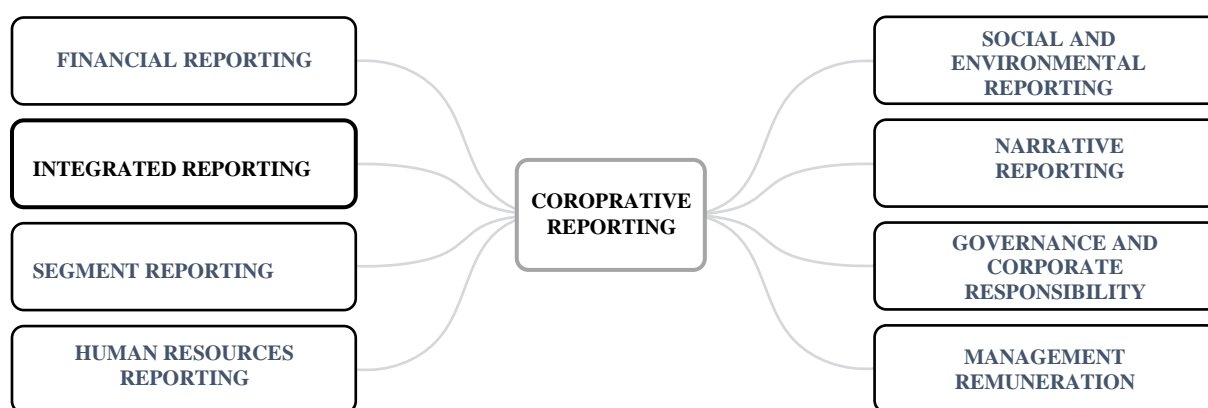 FINANCIAL REPORTING
INTEGRATED REPORTING
SEGMENT REPORTING
HUMAN RESOURCES
REPORTING
COROPRATIVE
REPORTING
SOCIAL AND
ENVIRONMENTAL
REPORTING
NARRATIVE
REPORTING
GOVERNANCE AND
CORPORATE
RESPONSIBILITY
MANAGEMENT
REMUNERATION